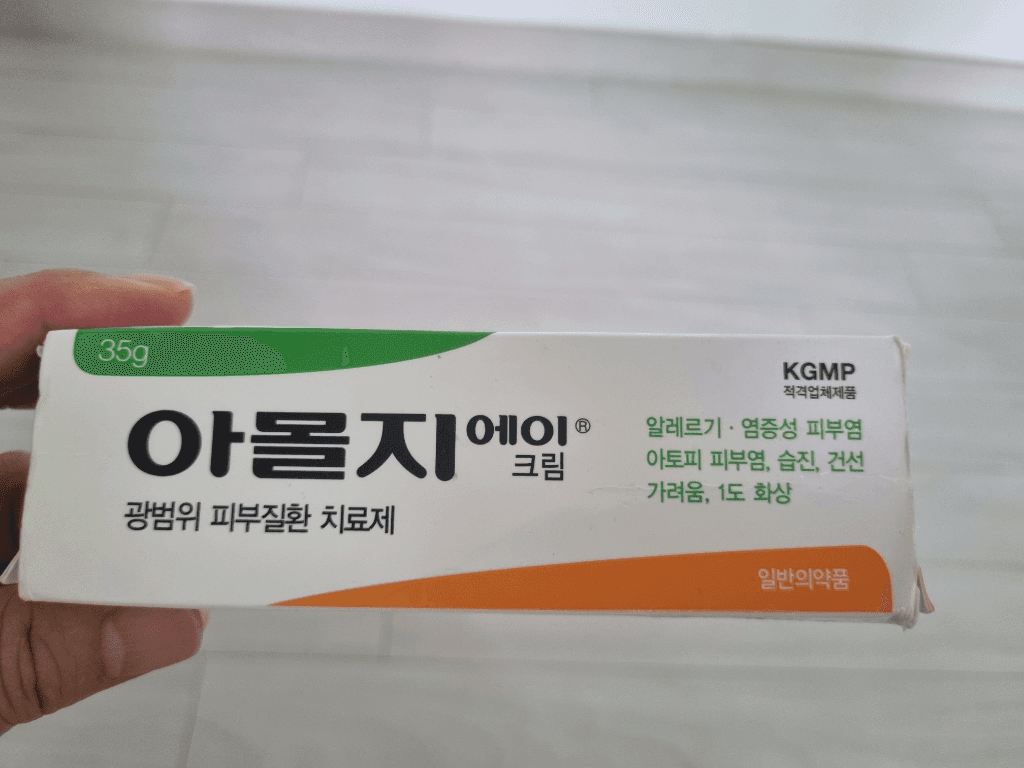 35g
KGMP
적격업체제품
아몰지에이®
크림
광범위 피부질환 치료제
알레르기 · 염증성 피부염
아토피 피부염, 습진, 건선
가려움, 1도 화상
일반의약품